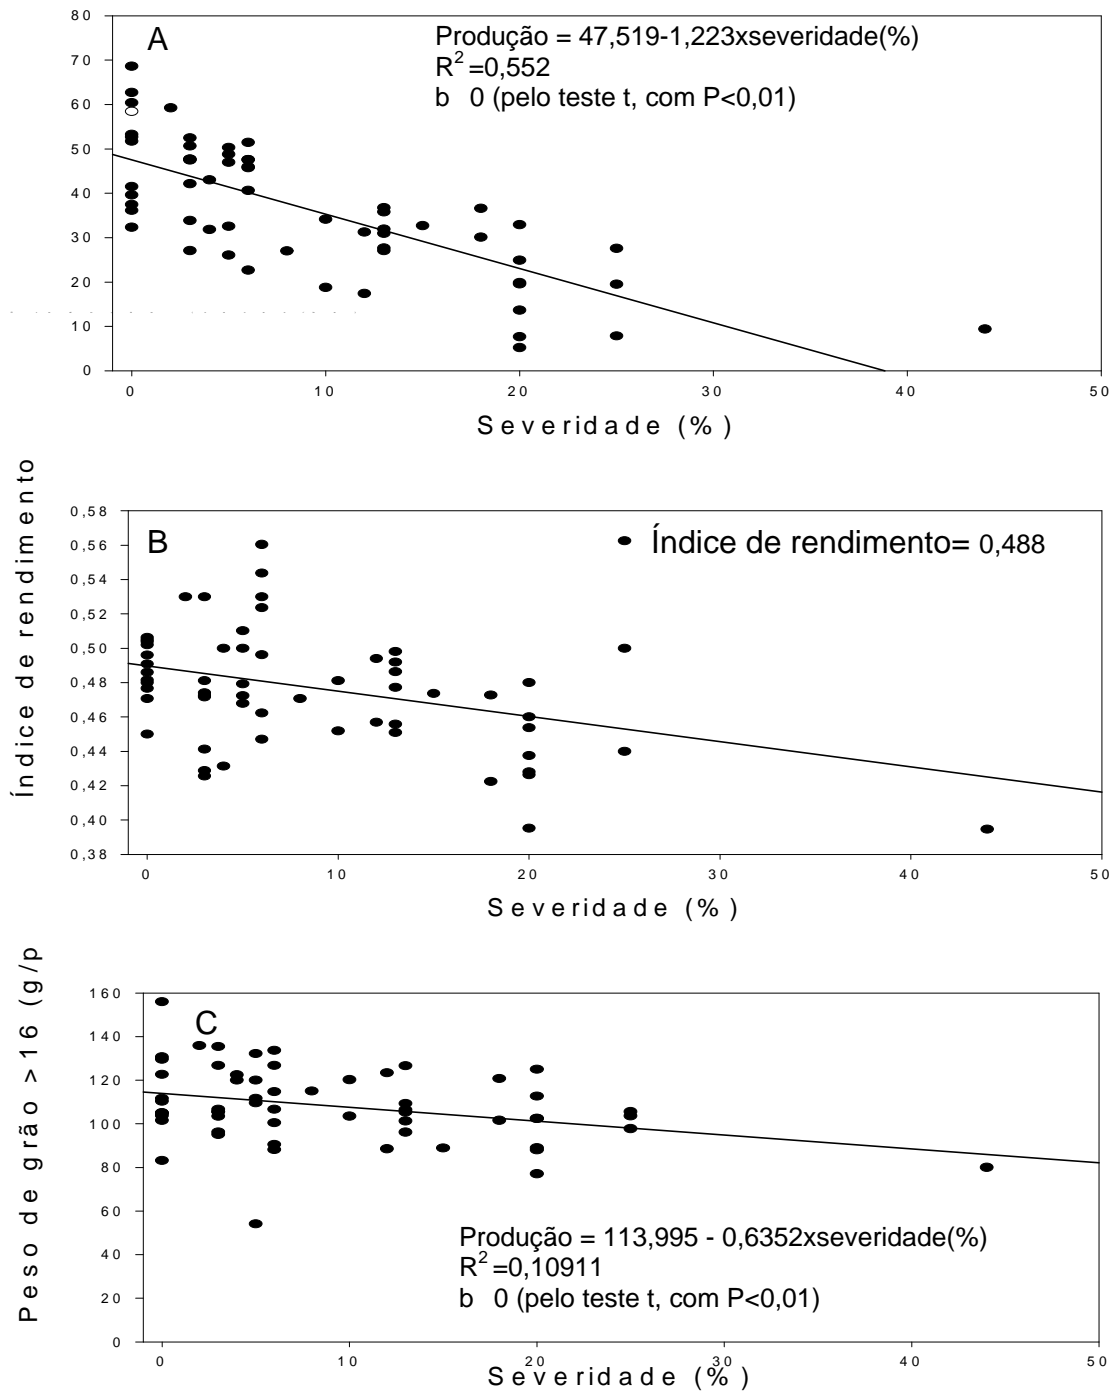 80
A
Produção = 47,519-1,223xseveridade(%)
R2 =0,552
b 0 (pelo teste t, com P<0,01)
70
60
50
40
30
20
10
0
0 10 20 30 40 50
Severidade (%)
Índice de rendimento
0,58
B
Índice de rendimento= 0,488
0,56
0,54
0,52
0,50
0,48
0,46
0,44
0,42
0,40
0,38
0 10 20 30 40 50
Severidade (%)
Peso de grão >16 (g/p
160
C
140
120
100
80
60
40
20
0
Produção = 113,995 - 0,6352xseveridade(%)
R2 =0,10911
b 0 (pelo teste t, com P<0,01)
0 10 20 30 40 50
Severidade (%)